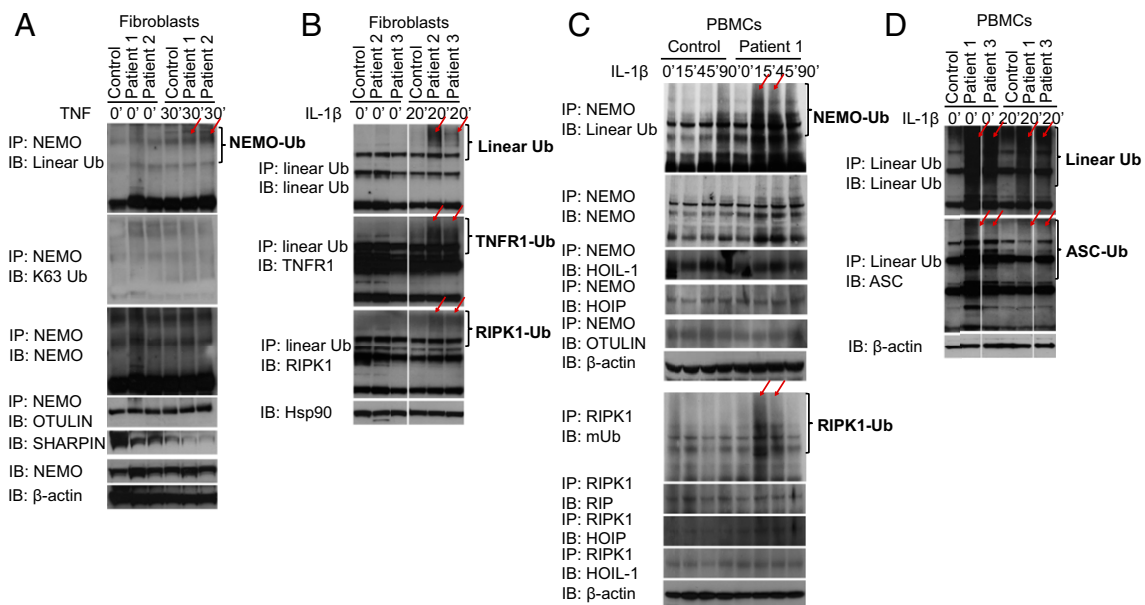 A
Fibroblasts
Control
Patient 1
Patient 2
Control
Patient 1
Patient 2
TNF 0' 0' 0' 30' 30' 30'
IP: NEMO
IB: Linear Ub
NEMO-Ub
IP: NEMO
IB: K63 Ub
IP: NEMO
IB: NEMO
IP: NEMO
IB: OTULIN
IB: SHARPIN
IB: NEMO
IB: β-actin
B
Fibroblasts
Control
Patient 2
Patient 3
Control
Patient 2
Patient 3
IL-1β 0' 0' 0' 20' 20' 20'
Linear Ub
IP: linear Ub
IB: linear Ub
TNFR1-Ub
IP: linear Ub
IB: TNFR1
RIPK1-Ub
IP: linear Ub
IB: RIPK1
IB: Hsp90
C
PBMCs
Control Patient 1
IL-1β 0' 15' 45' 90' 0' 15' 45' 90'
IP: NEMO
IB: Linear Ub
NEMO-Ub
IP: NEMO
IB: NEMO
IP: NEMO
IB: HOIL-1
IP: NEMO
IB: HOIP
IP: NEMO
IB: OTULIN
IB: β-actin
IP: RIPK1
IB: mUb
RIPK1-Ub
IP: RIPK1
IB: RIP
IP: RIPK1
IB: HOIP
IP: RIPK1
IB: HOIL-1
IB: β-actin
D
PBMCs
Control
Patient 1
Patient 3
Control
Patient 1
Patient 3
IL-1β 0' 0' 0' 20' 20' 20'
IP: Linear Ub
IB: Linear Ub
Linear Ub
IP: Linear Ub
IB: ASC
ASC-Ub
IB: β-actin